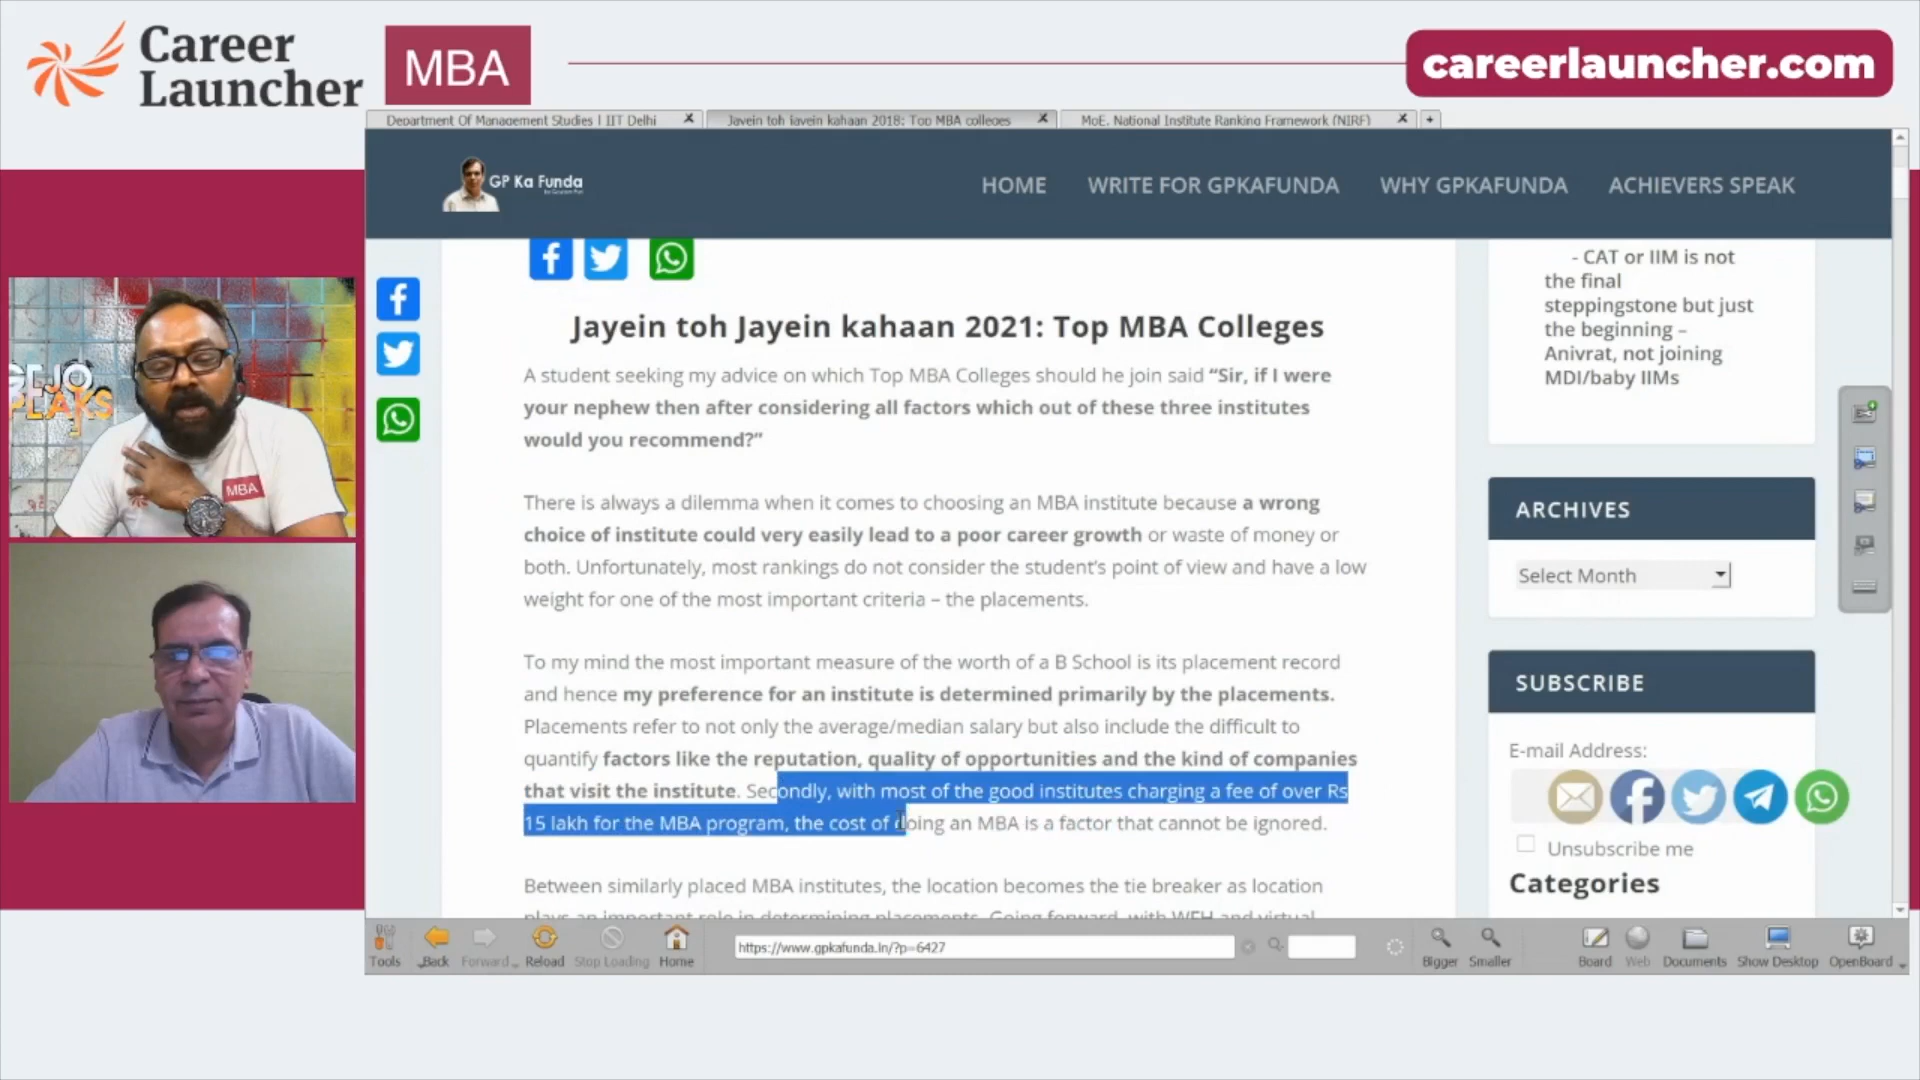 Career
Launcher
MBA
careerlauncher.com
Department Of Management Studies | IIT Delhi
Jayein toh jayein kahaan 2018: Top MBA colleges
MoE, National Institute Ranking Framework (NIRF)
GP Ka Funda
HOME
WRITE FOR GPKAFUNDA
WHY GPKAFUNDA
ACHIEVERS SPEAK
- CAT or IIM is not
the final
steppingstone but just
the beginning –
Anivrat, not joining
MDI/baby IIMs
Jayein toh Jayein kahaan 2021: Top MBA Colleges
A student seeking my advice on which Top MBA Colleges should he join said “Sir, if I were
your nephew then after considering all factors which out of these three institutes
would you recommend?”
There is always a dilemma when it comes to choosing an MBA institute because a wrong
choice of institute could very easily lead to a poor career growth or waste of money or
both. Unfortunately, most rankings do not consider the student’s point of view and have a low
weight for one of the most important criteria – the placements.
To my mind the most important measure of the worth of a B School is its placement record
and hence my preference for an institute is determined primarily by the placements.
Placements refer to not only the average/median salary but also include the difficult to
quantify factors like the reputation, quality of opportunities and the kind of companies
that visit the institute. Secondly, with most of the good institutes charging a fee of over Rs
15 lakh for the MBA program, the cost of doing an MBA is a factor that cannot be ignored.
Between similarly placed MBA institutes, the location becomes the tie breaker as location
plays an important role in determining placements. Going forward, with WFH and virtual
ARCHIVES
Select Month
SUBSCRIBE
E-mail Address:
Unsubscribe me
Categories
MBA
Tools
Back
Forward
Reload
Stop Loading
Home
https://www.gpkafunda.in/?p=6427
Bigger
Smaller
Board
Web
Documents
Show Desktop
OpenBoard